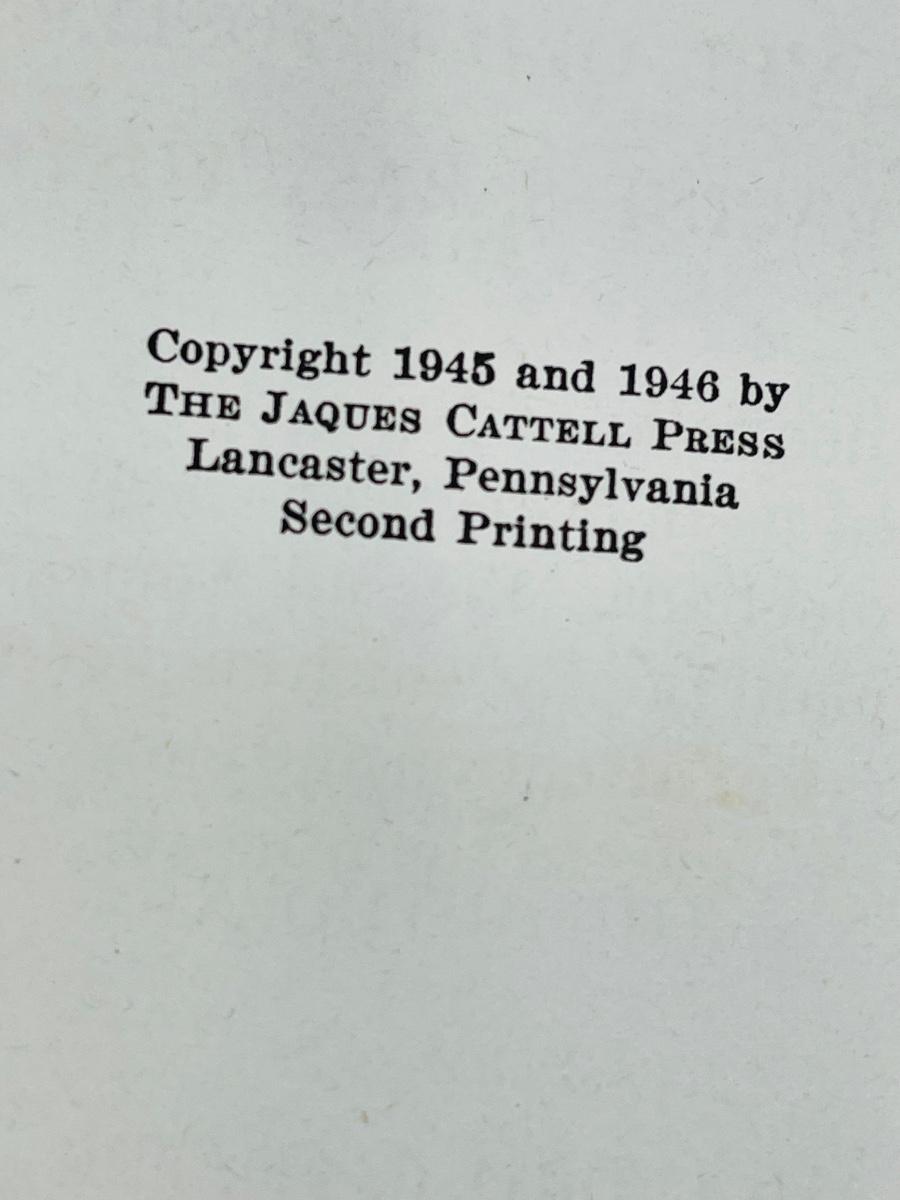 Copyright 1945 and 1946 by
THE JAQUES CATTELL PRESS
Lancaster, Pennsylvania
Second Printing